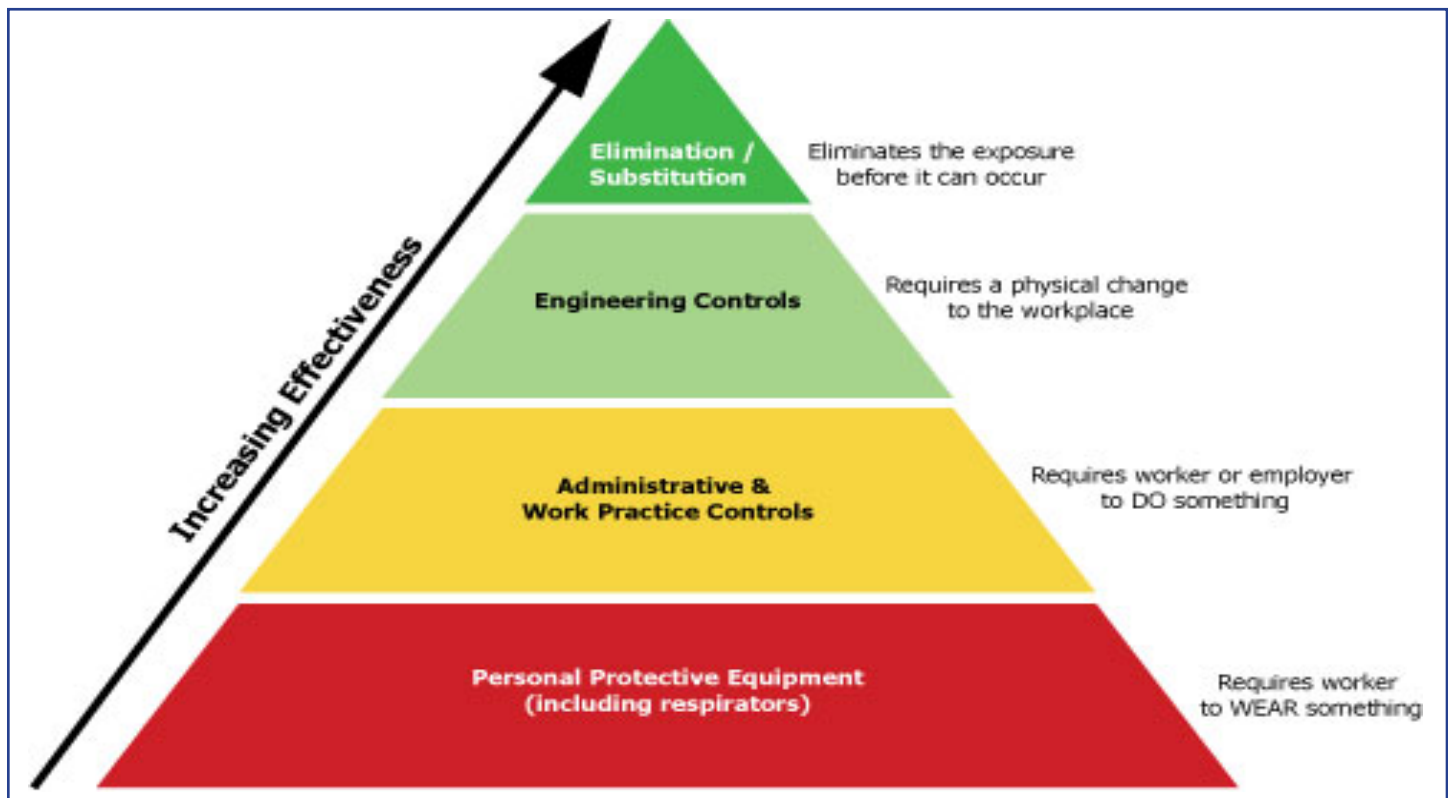 Increasing Effectiveness
Elimination /
Substitution
Eliminates the exposure
before it can occur
Engineering Controls
Requires a physical change
to the workplace
Administrative &
Work Practice Controls
Requires worker or employer
to DO something
Personal Protective Equipment
(including respirators)
Requires worker
to WEAR something